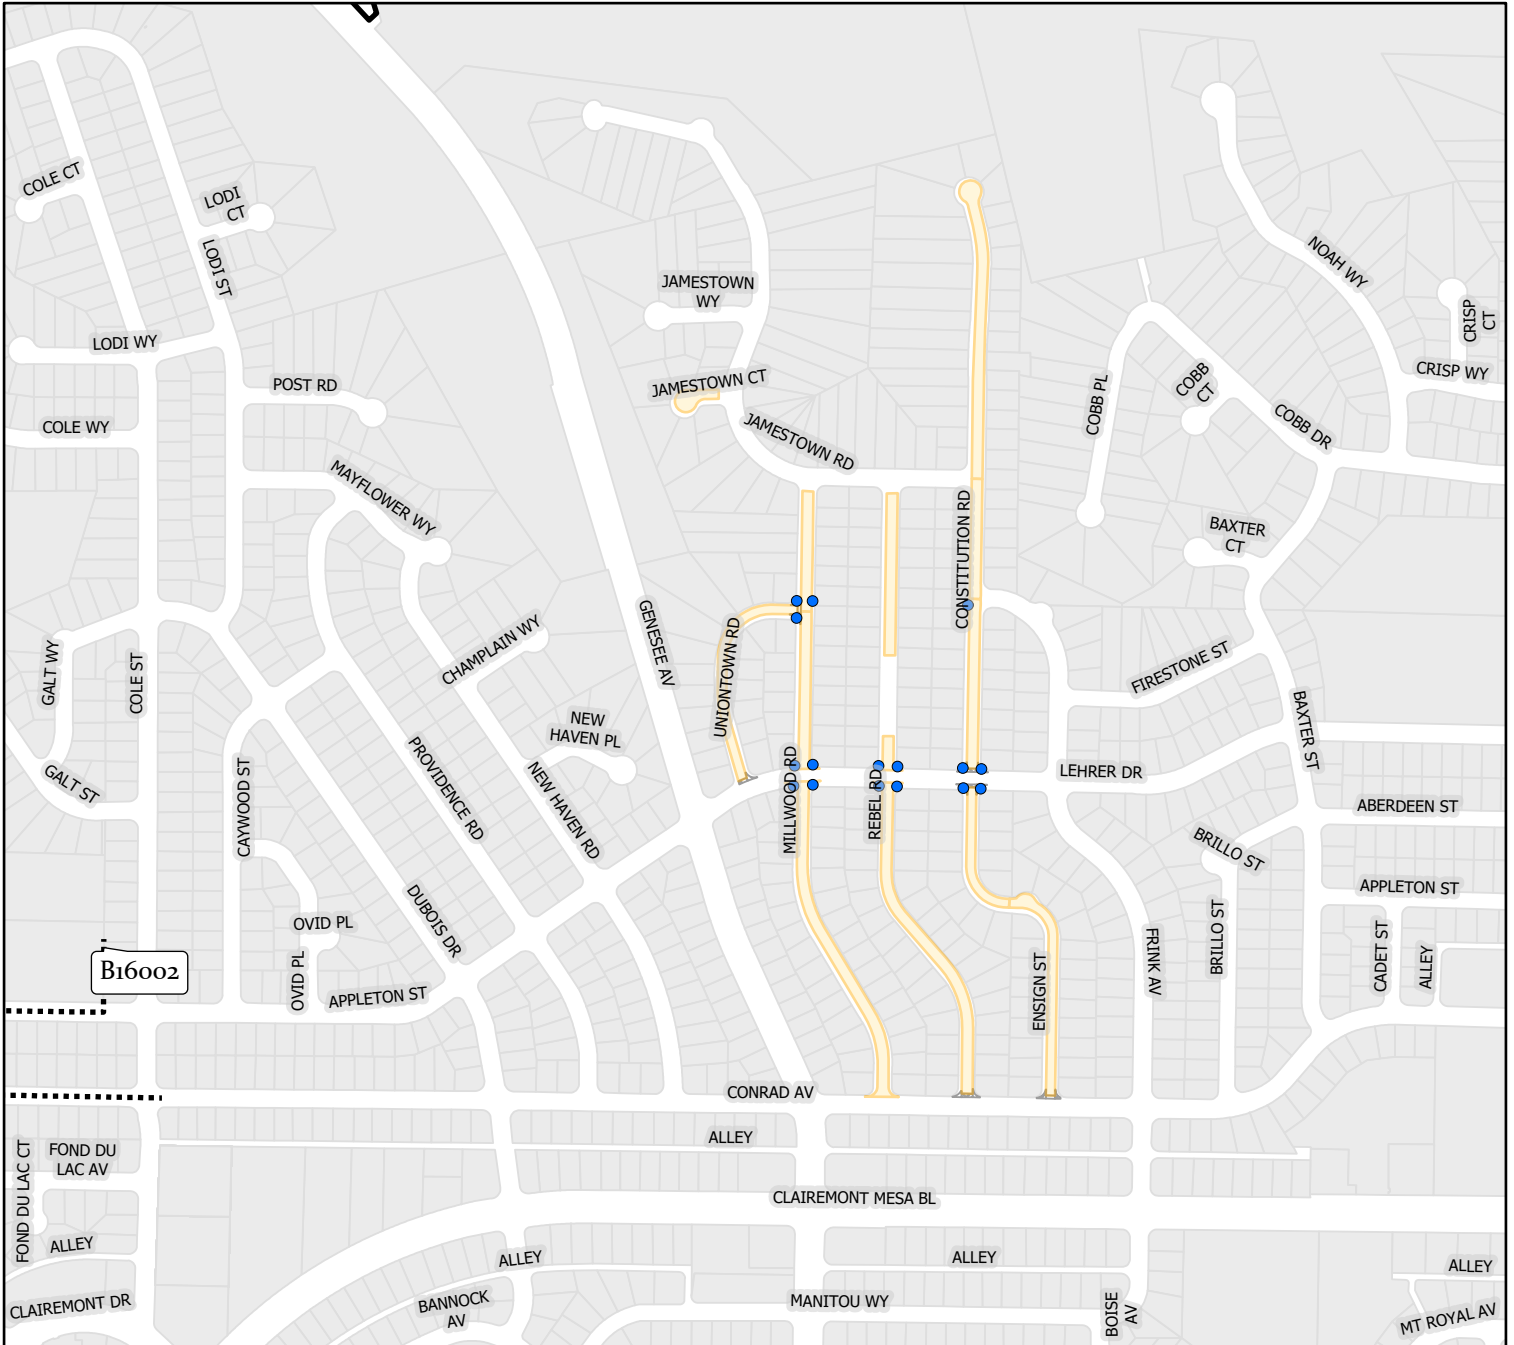 COLE CT
LODI
CT
LODI ST
LODI WY
POST RD
COLE WY
MAYFLOWER WY
JAMESTOWN
WY
JAMESTOWN CT
JAMESTOWN RD
NOAH WY
CRISP
CT
CRISP WY
COBB PL
COBB
CT
COBB DR
BAXTER
CT
CONSTITUTION RD
GENESEE AV
UNIONTOWN RD
CHAMPLAIN WY
GALT WY
COLE ST
NEW
HAVEN PL
FIRESTONE ST
BAXTER ST
GALT ST
CAYWOOD ST
PROVIDENCE RD
NEW HAVEN RD
MILLWOOD RD
REBEL RD
LEHRER DR
ABERDEEN ST
BRILLO ST
APPLETON ST
DUBOIS DR
OVID PL
OVID PL
APPLETON ST
B16002
ENSIGN ST
FRINK AV
BRILLO ST
CADET ST
ALLEY
CONRAD AV
ALLEY
FOND DU LAC CT
FOND DU
LAC AV
CLAIREMONT MESA BL
ALLEY
ALLEY
ALLEY
ALLEY
CLAIREMONT DR
BANNOCK
AV
MANITOU WY
BOISE
AV
MT ROYAL AV